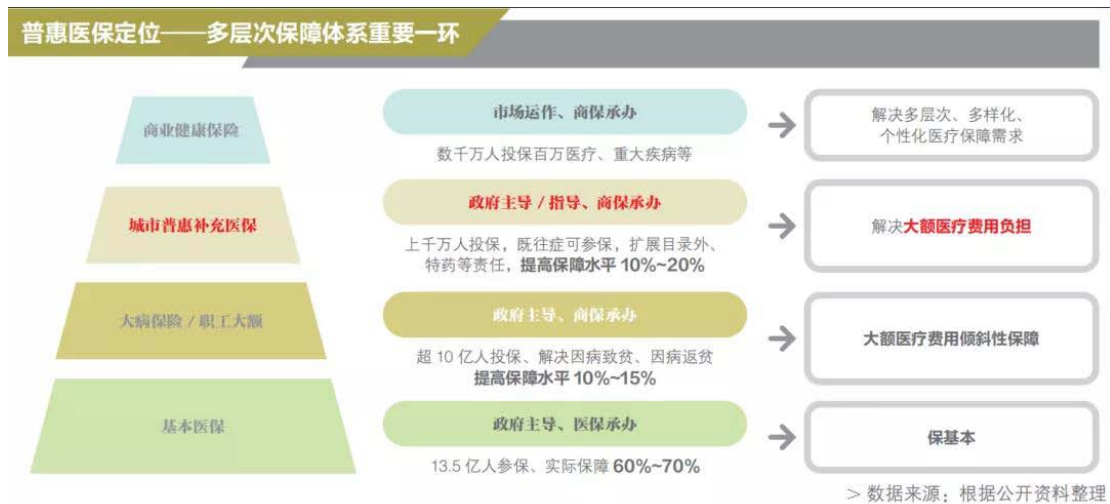 普惠医保定位——多层次保障体系重要一环
商业健康保险
市场运作、商保承办
数千万人投保百万医疗、重大疾病等
解决多层次、多样化、
个性化医疗保障需求
城市普惠补充医保
政府主导 / 指导、商保承办
上千万人投保，既往症可参保，扩展目录外、
特药等责任，提高保障水平 10%~20%
解决大额医疗费用负担
大病保险 / 职工大额
政府主导、商保承办
超 10 亿人投保、解决因病致贫、因病返贫
提高保障水平 10%~15%
大额医疗费用倾斜性保障
基本医保
政府主导、医保承办
13.5 亿人参保、实际保障 60%~70%
保基本
> 数据来源；根据公开资料整理